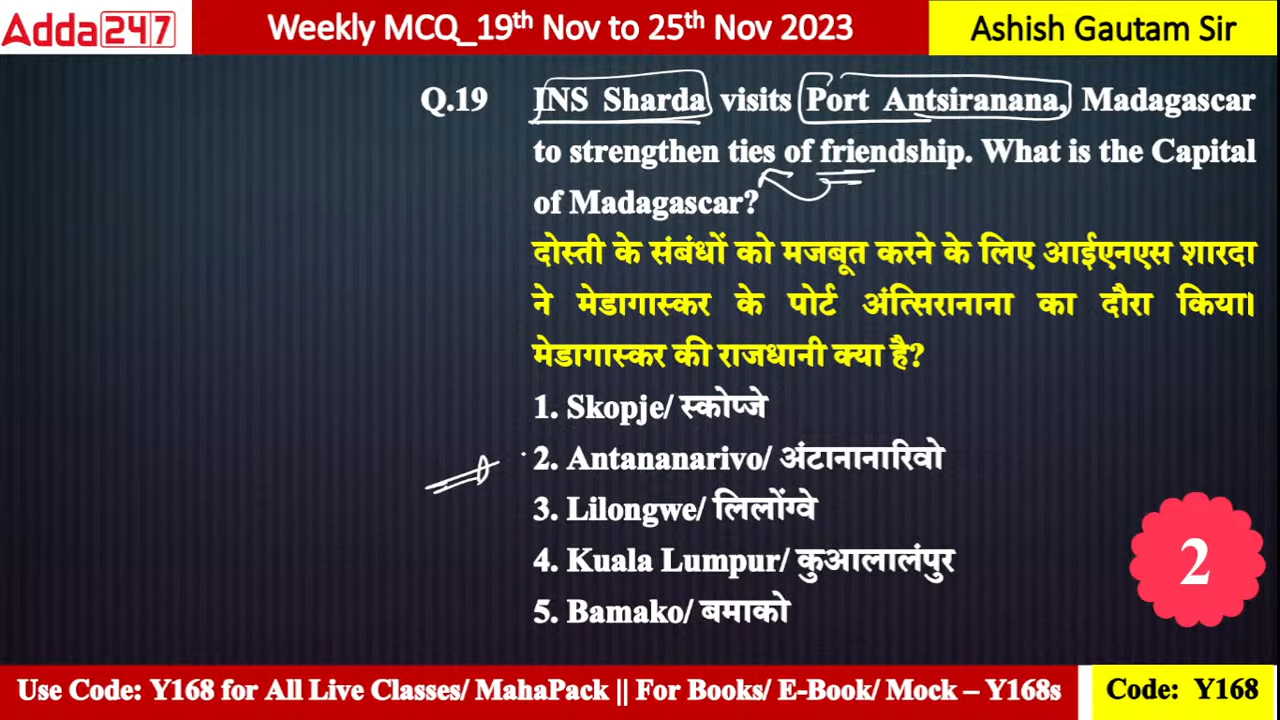 Adda247
Weekly MCQ_19th Nov to 25th Nov 2023
Ashish Gautam Sir
Q.19 INS Sharda visits Port Antsiranana, Madagascar
to strengthen ties of friendship. What is the Capital
of Madagascar?
दोस्ती के संबंधों को मजबूत करने के लिए आईएनएस शारदा
ने मेडागास्कर के पोर्ट अंत्सिरानाना का दौरा किया।
मेडागास्कर की राजधानी क्या है?
1. Skopje/ स्कोप्जे
2. Antananarivo/ अंटानानारिवो
3. Lilongwe/ लिलोंग्वे
4. Kuala Lumpur/ कुआलालंपुर
5. Bamako/ बमाको
2
Use Code: Y168 for All Live Classes/ MahaPack || For Books/ E-Book/ Mock – Y168s
Code: Y168